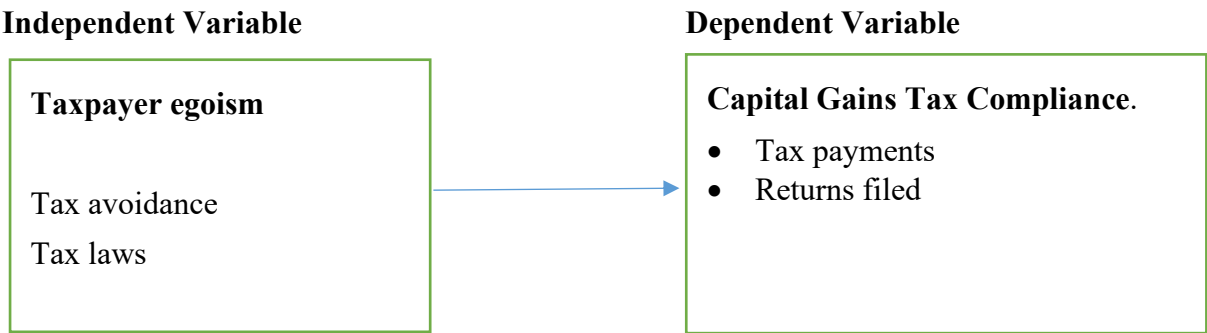 Independent Variable
Dependent Variable
Taxpayer egoism
Tax avoidance
Tax laws
Capital Gains Tax Compliance.
• Tax payments
• Returns filed